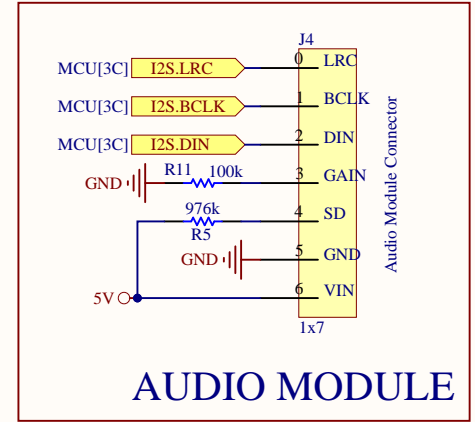 J4
MCU[3C] I2S.LRC 0 LRC
MCU[3C] I2S.BCLK 1 BCLK
MCU[3C] I2S.DIN 2 DIN
R11 100k
GND 3 GAIN
976k
4 SD
R5
GND 5 GND
5V 6 VIN
1x7
Audio Module Connector
AUDIO MODULE